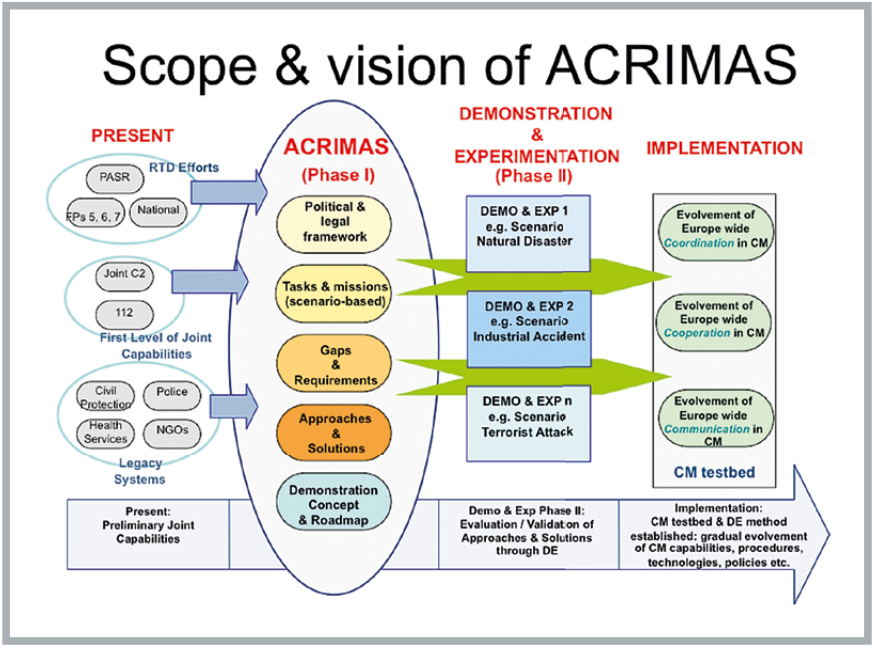 Scope & vision of ACRIMAS
PRESENT
RTD Efforts
PASR
FPs 5, 6, 7
National
Joint C2
112
First Level of Joint
Capabilities
Civil
Protection
Police
Health
Services
NGOs
Legacy
Systems
ACRIMAS
(Phase I)
Political &
legal
framework
Tasks & missions
(scenario-based)
Gaps
&
Requirements
Approaches
&
Solutions
Demonstration
Concept
& Roadmap
DEMONSTRATION
&
EXPERIMENTATION
(Phase II)
DEMO & EXP 1
e.g. Scenario
Natural Disaster
DEMO & EXP 2
e.g. Scenario
Industrial Accident
DEMO & EXP n
e.g. Scenario
Terrorist Attack
IMPLEMENTATION
Evolvement of
Europe wide
Coordination in CM
Evolvement of
Europe wide
Cooperation in CM
Evolvement of
Europe wide
Communication in
CM
CM testbed
Present:
Preliminary Joint
Capabilities
Demo & Exp Phase II:
Evaluation / Validation of
Approaches & Solutions
through DE
Implementation:
CM testbed & DE method
established: gradual evolvement
of CM capabilities, procedures,
technologies, policies etc.